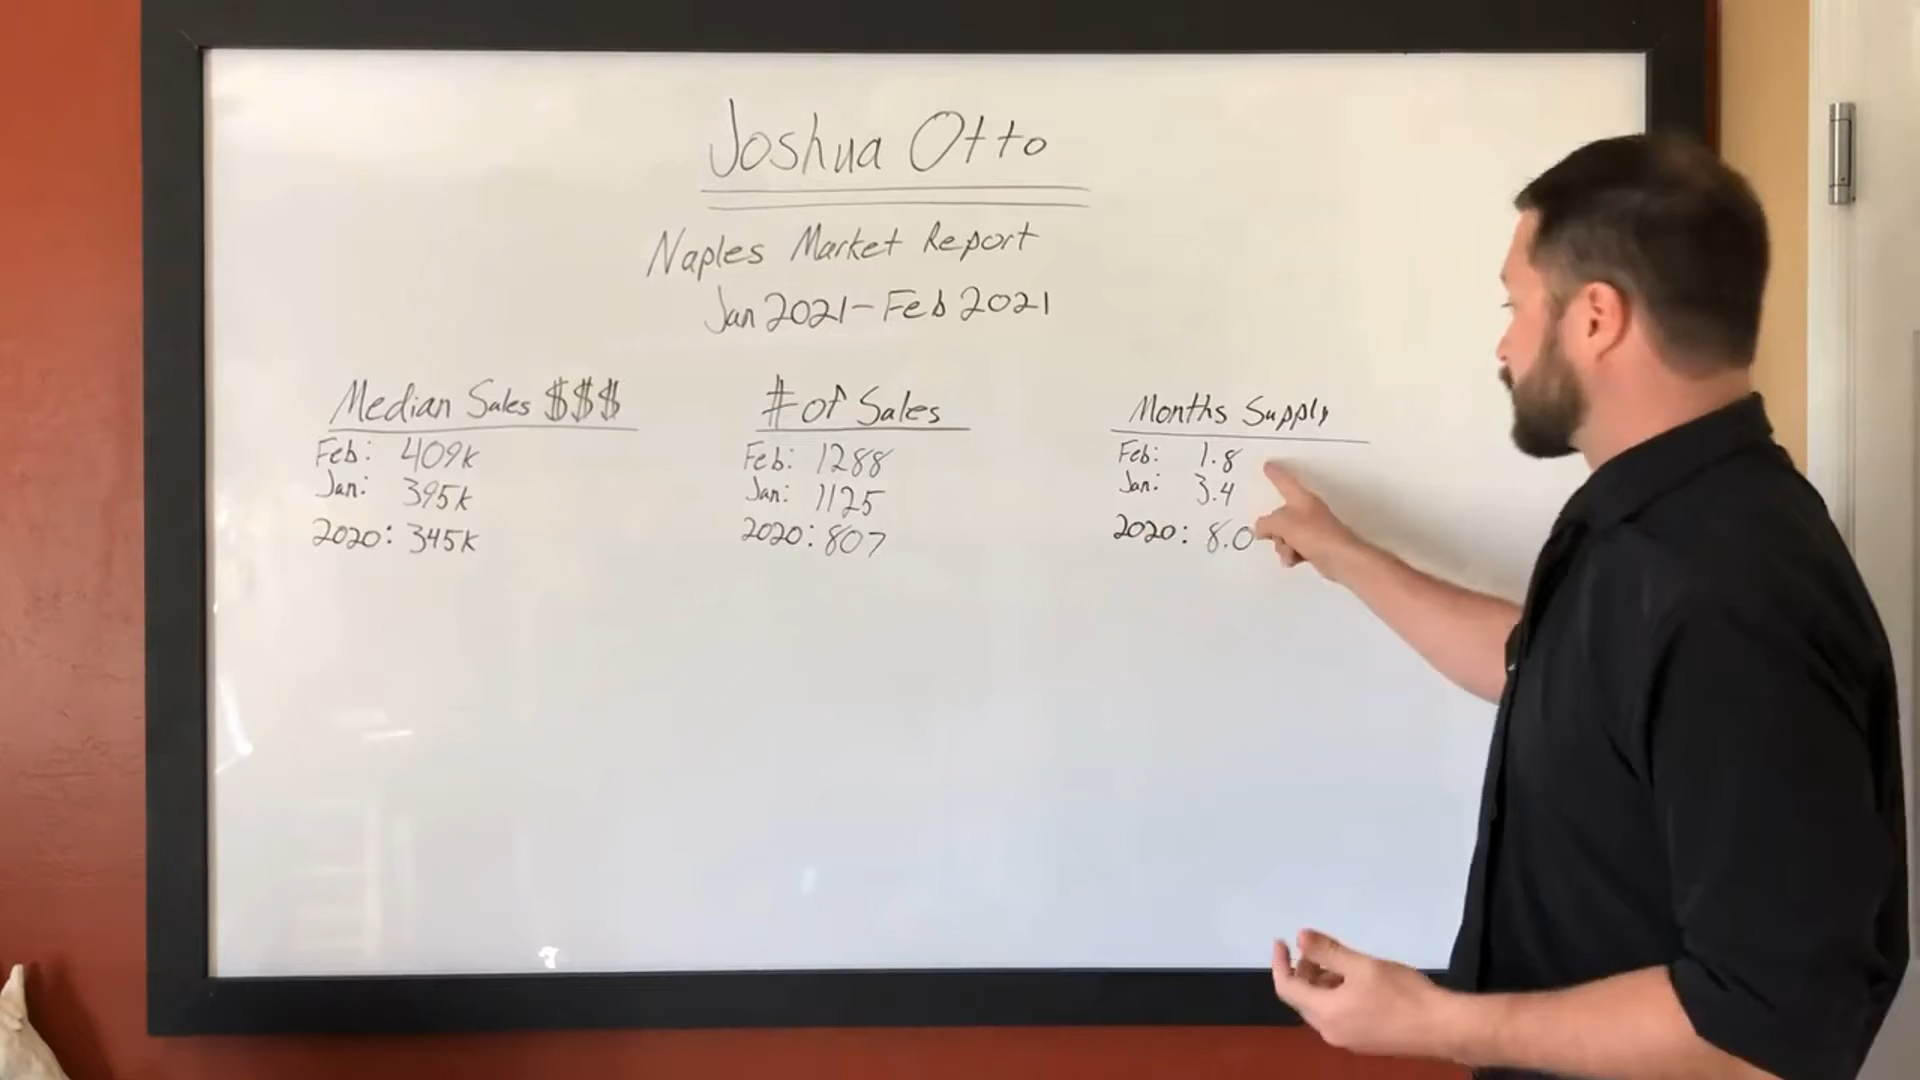 Joshua Otto
Naples Market Report
Jan 2021-Feb 2021
Median Sales $$$
Feb: 409k
Jan: 395k
2020: 345k
# of Sales
Feb: 1288
Jan: 1125
2020: 807
Months Supply
Feb: 1.8
Jan: 3.4
2020: 8.0